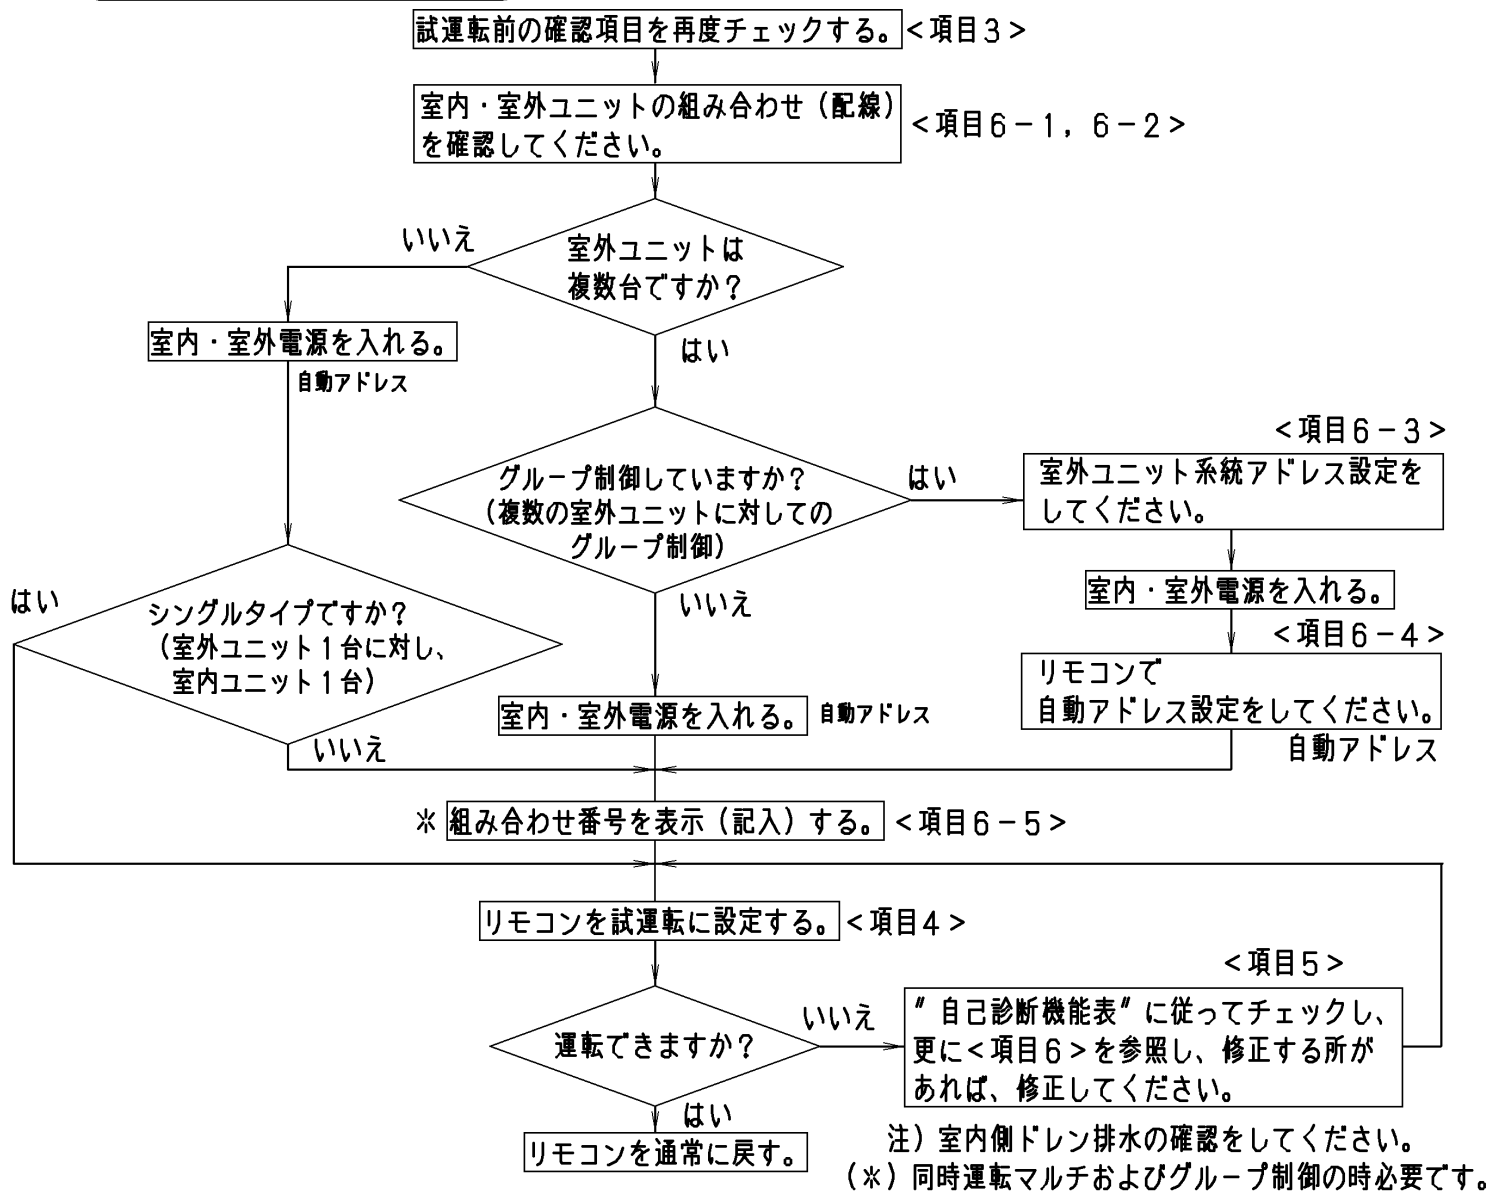 試運転前の確認項目を再度チェックする。
<項目3>
室内・室外ユニットの組み合わせ（配線）
を確認してください。
<項目6－1，6－2>
いいえ
室外ユニットは
複数台ですか？
はい
室内・室外電源を入れる。
自動アドレス
グループ制御していますか？
（複数の室外ユニットに対しての
グループ制御）
はい
いいえ
<項目6－3>
室外ユニット系統アドレス設定を
してください。
室内・室外電源を入れる。
<項目6－4>
リモコンで
自動アドレス設定をしてください。
自動アドレス
はい
シングルタイプですか？
（室外ユニット1台に対し、
室内ユニット1台）
いいえ
室内・室外電源を入れる。
自動アドレス
※ 組み合わせ番号を表示（記入）する。 <項目6－5>
リモコンを試運転に設定する。 <項目4>
運転できますか？
いいえ
<項目5>
〃自己診断機能表〃に従ってチェックし、
更に<項目6>を参照し、修正する所が
あれば、修正してください。
はい
リモコンを通常に戻す。
注）室内側ドレン排水の確認をしてください。
（※）同時運転マルチおよびグループ制御の時必要です。